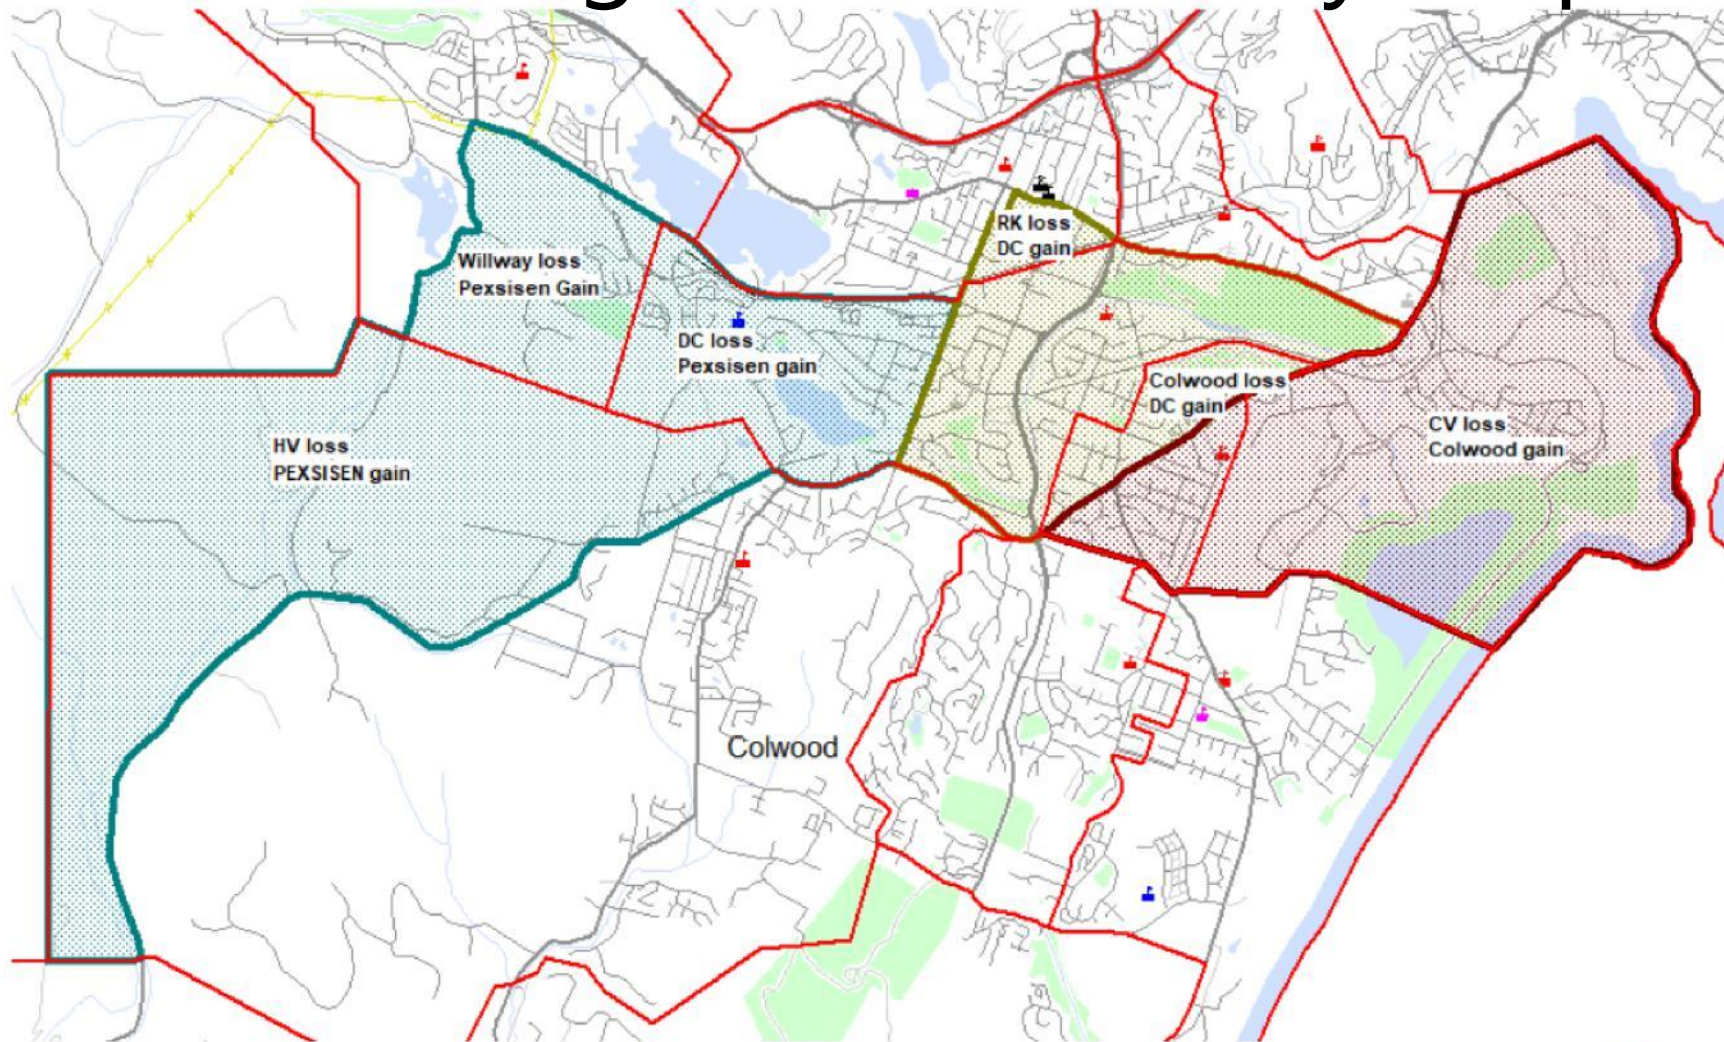 RK loss
DC gain
Willway loss
Pexsisen Gain
DC loss
Pexsisen gain
Colwood loss
DC gain
CV loss
Colwood gain
HV loss
PEXSISEN gain
Colwood